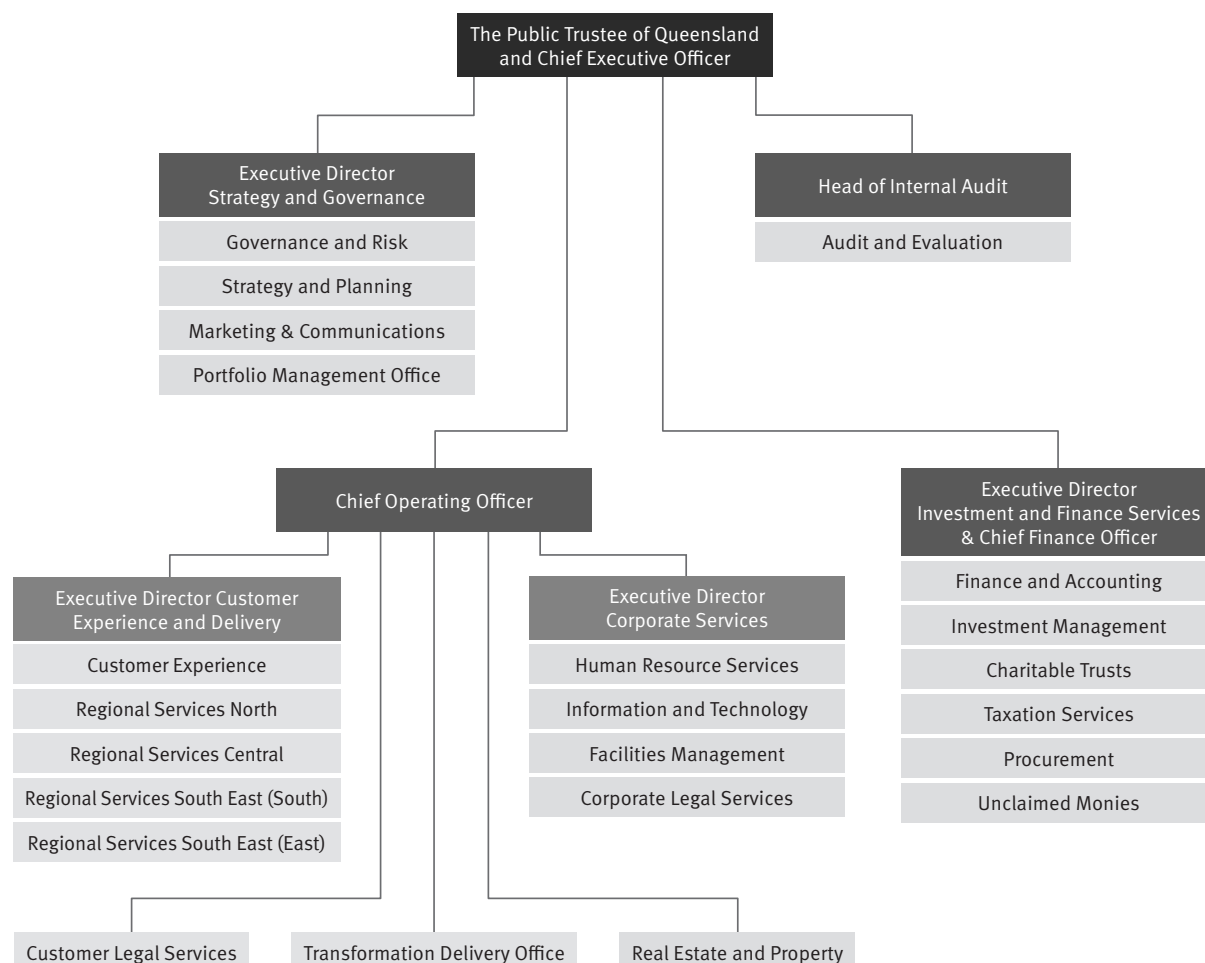 The Public Trustee of Queensland
and Chief Executive Officer
Executive Director
Strategy and Governance
Governance and Risk
Strategy and Planning
Marketing & Communications
Portfolio Management Office
Head of Internal Audit
Audit and Evaluation
Chief Operating Officer
Executive Director Customer
Experience and Delivery
Customer Experience
Regional Services North
Regional Services Central
Regional Services South East (South)
Regional Services South East (East)
Executive Director
Corporate Services
Human Resource Services
Information and Technology
Facilities Management
Corporate Legal Services
Executive Director
Investment and Finance Services
& Chief Finance Officer
Finance and Accounting
Investment Management
Charitable Trusts
Taxation Services
Procurement
Unclaimed Monies
Customer Legal Services
Transformation Delivery Office
Real Estate and Property